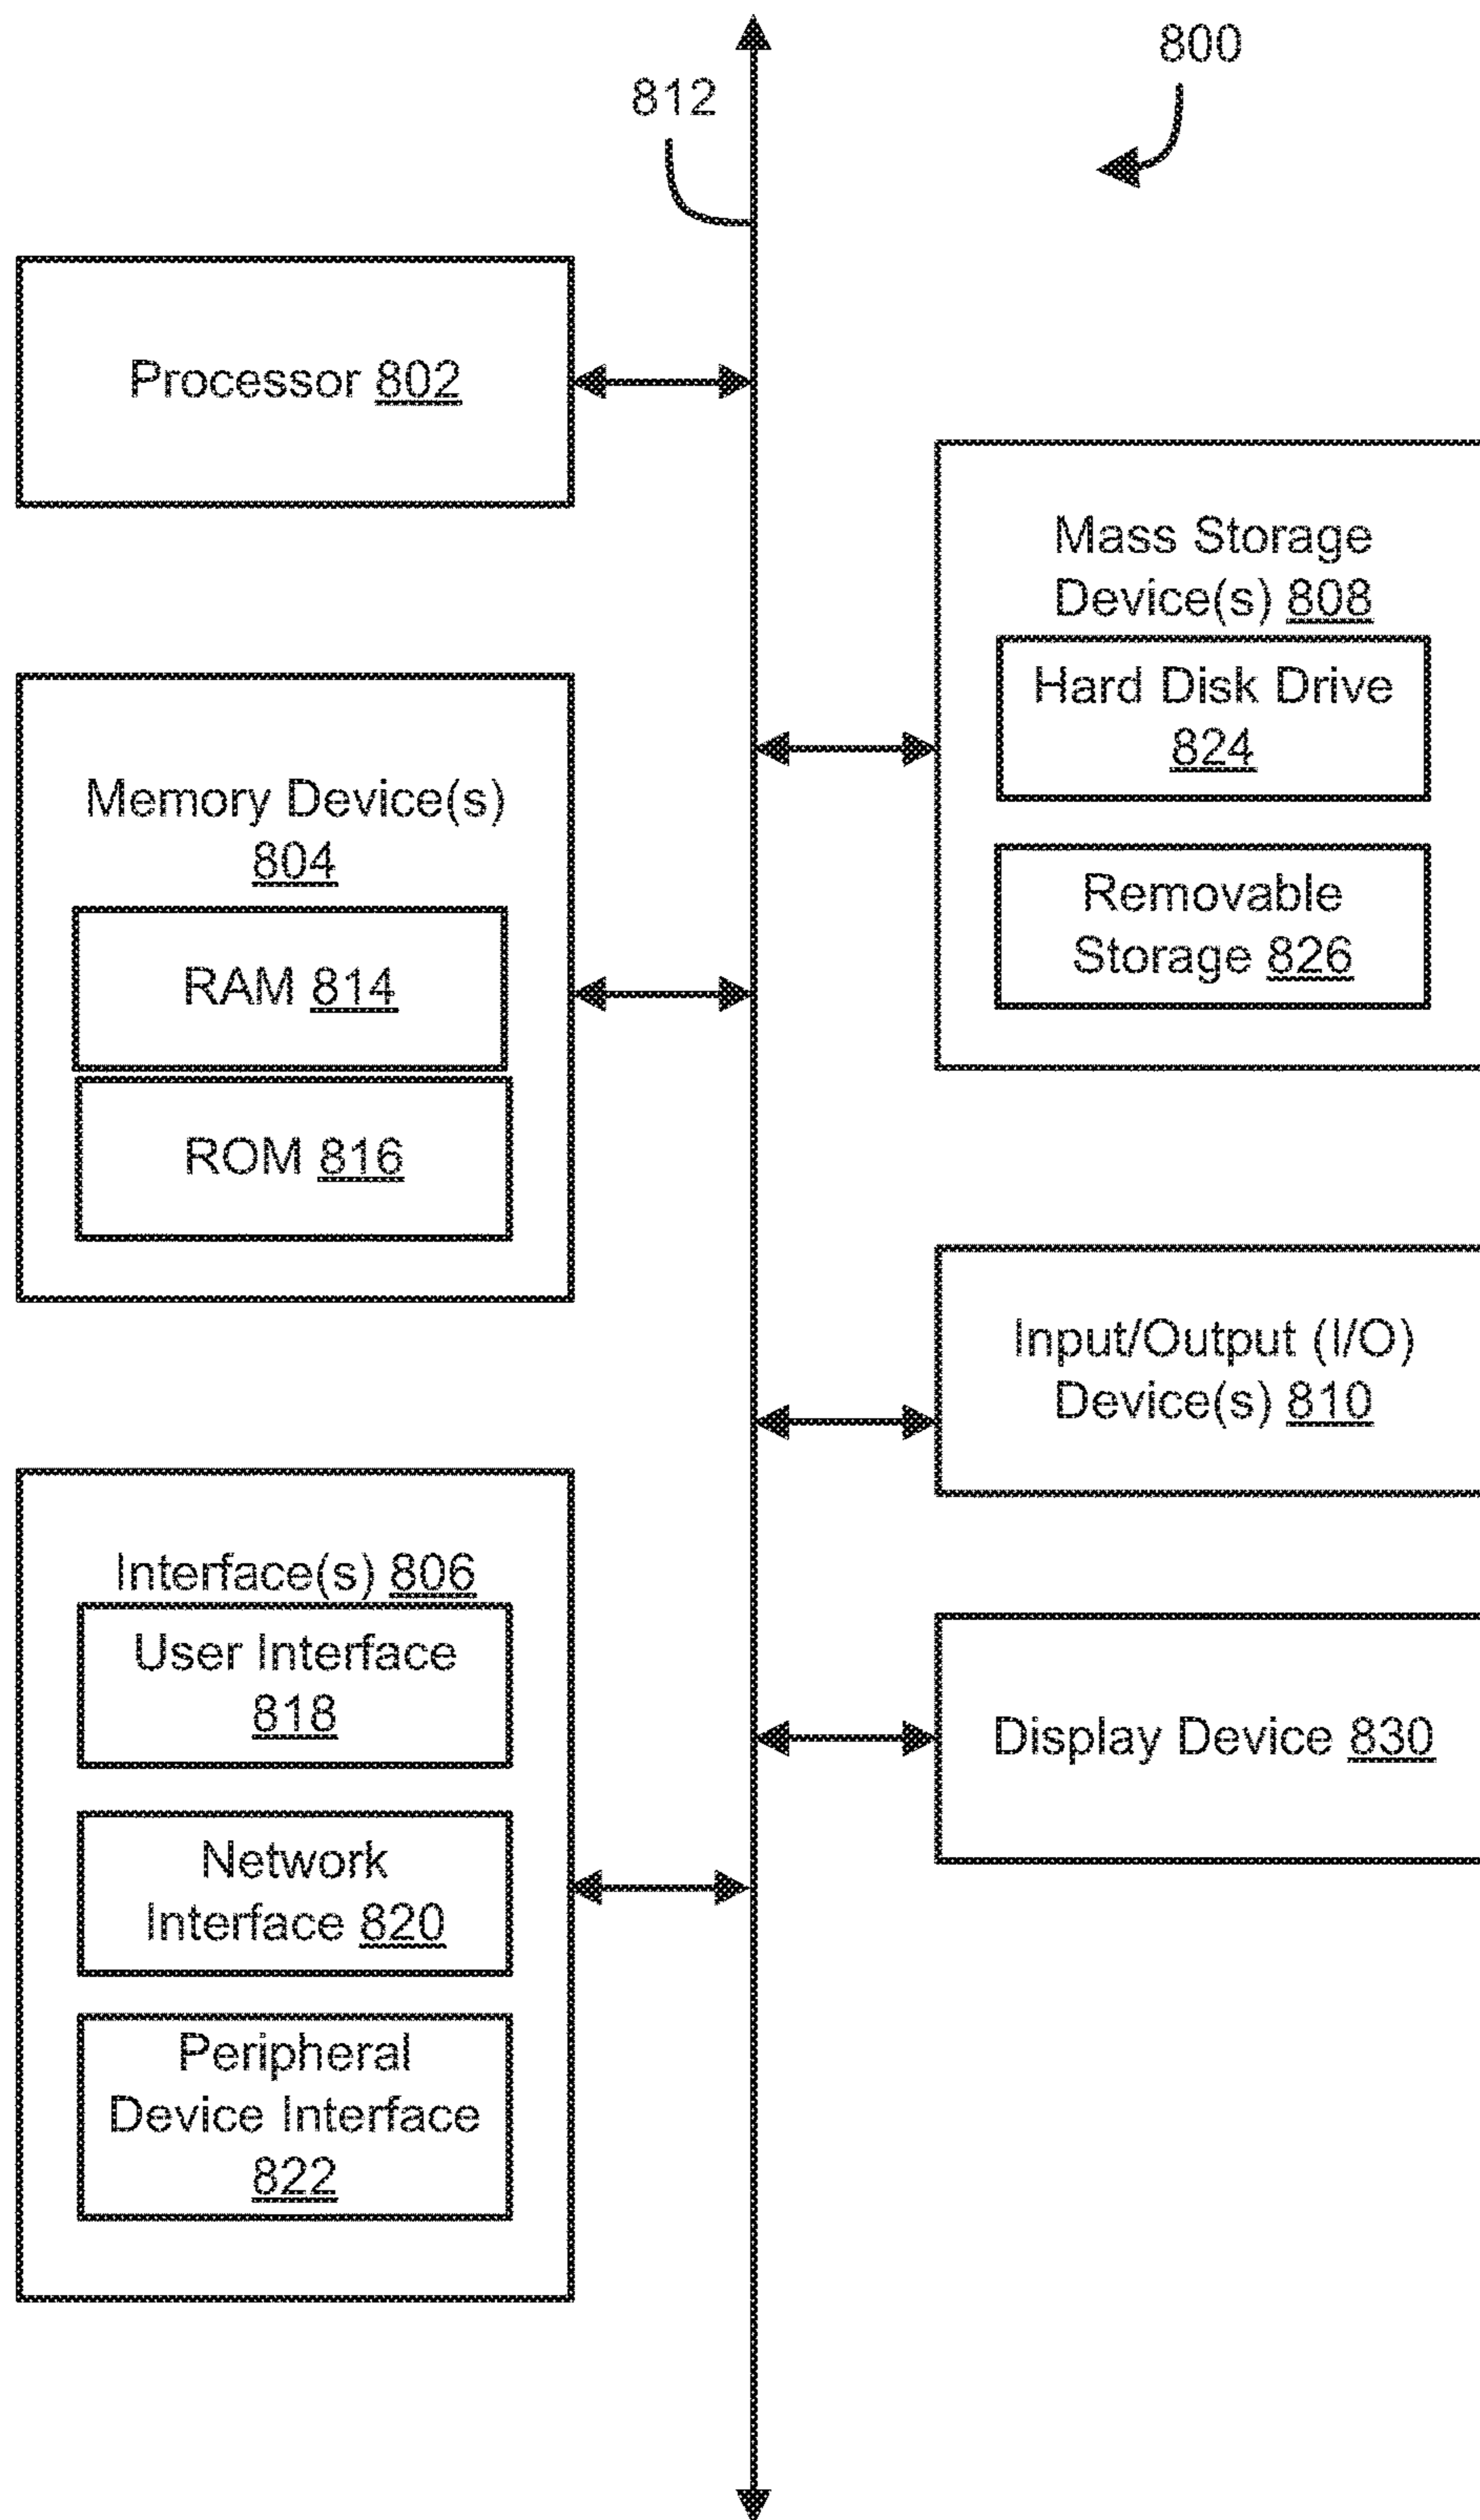 800
812
Processor 802
Mass Storage
Device(s) 808
Hard Disk Drive
824
Removable
Storage 826
Memory Device(s)
804
RAM 814
ROM 816
Input/Output (I/O)
Device(s) 810
Interface(s) 806
User Interface
818
Network
Interface 820
Peripheral
Device Interface
822
Display Device 830